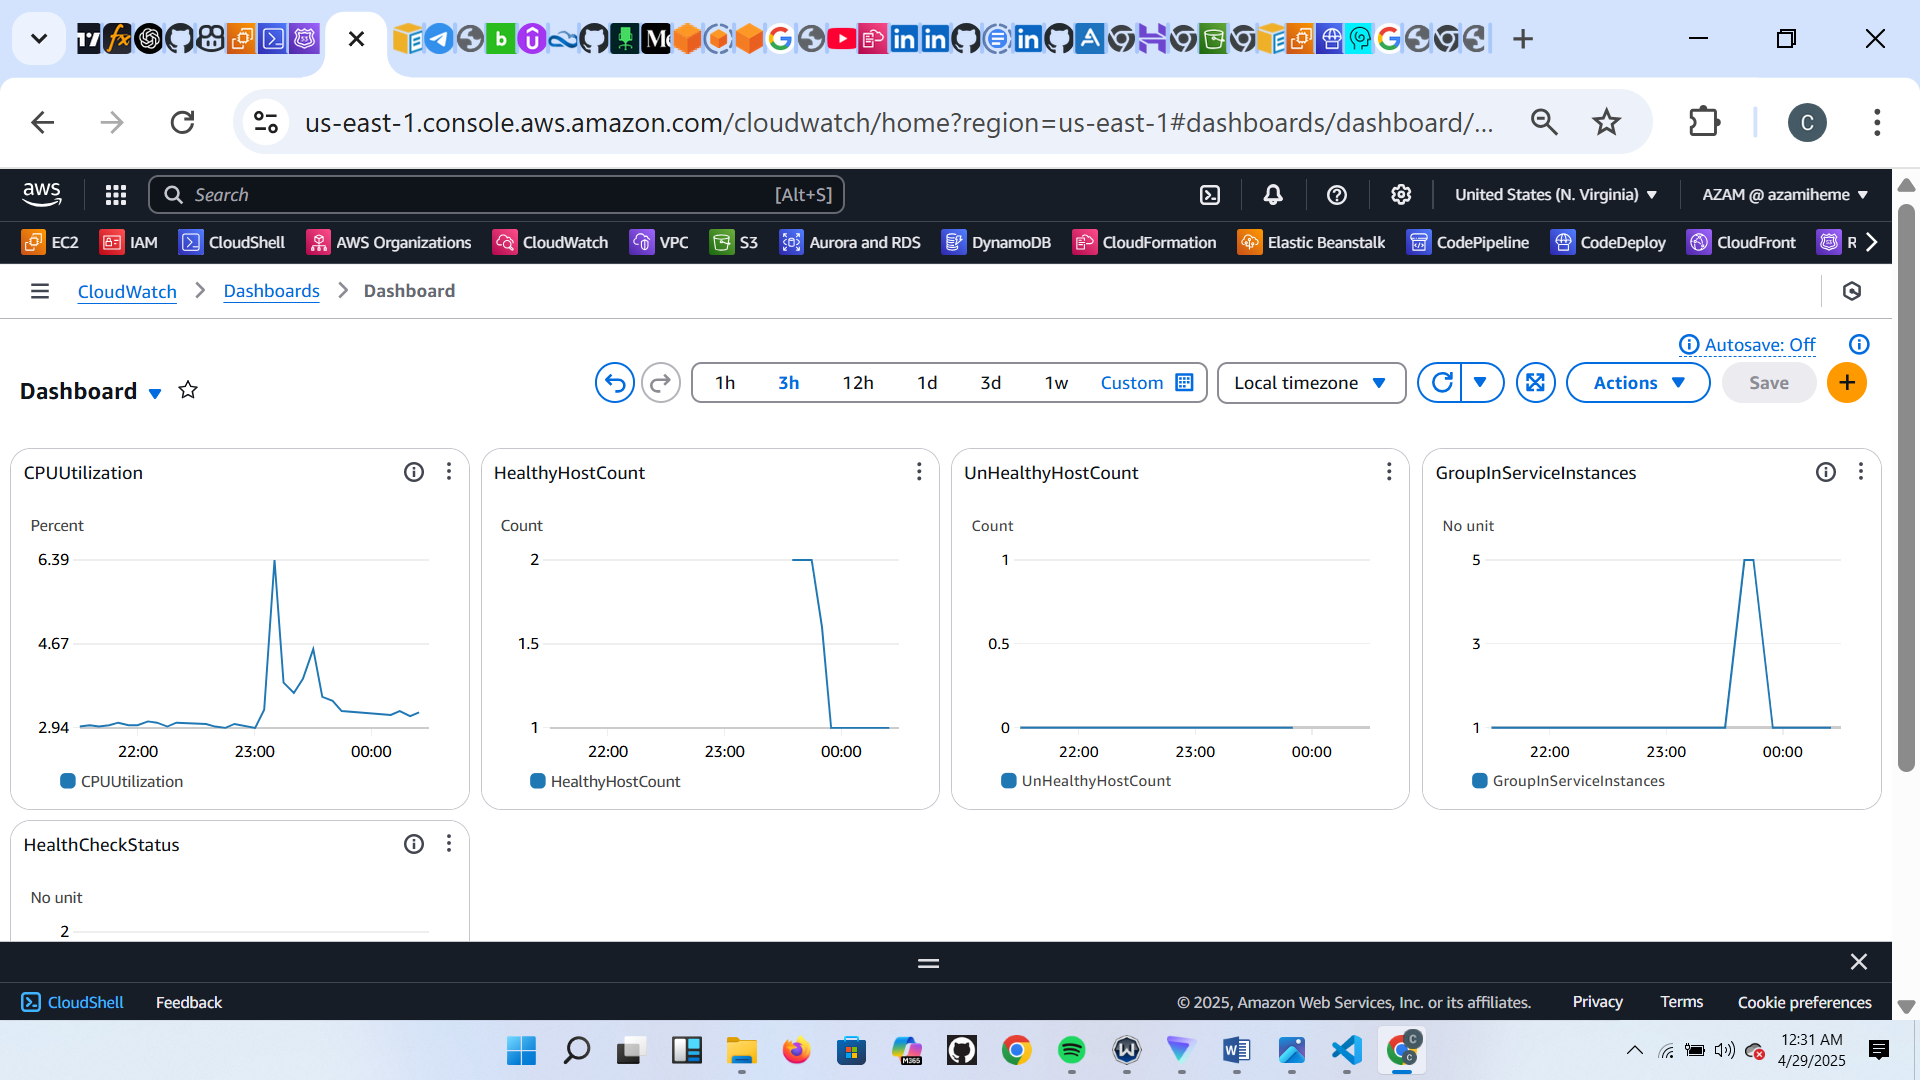 us-east-1.console.aws.amazon.com/cloudwatch/home?region=us-east-1#dashboards/dashboard/...
C
aws
Search
[Alt+S]
United States (N. Virginia)
AZAM @ azamiheme
EC2
IAM
CloudShell
AWS Organizations
CloudWatch
VPC
S3
Aurora and RDS
DynamoDB
CloudFormation
Elastic Beanstalk
CodePipeline
CodeDeploy
CloudFront
R
CloudWatch
Dashboards
Dashboard
Autosave: Off
Dashboard
1h
3h
12h
1d
3d
1w
Custom
Local timezone
Actions
Save
CPUUtilization
Percent
6.39
4.67
2.94
22:00
23:00
00:00
CPUUtilization
HealthyHostCount
Count
2
1.5
1
22:00
23:00
00:00
HealthyHostCount
UnHealthyHostCount
Count
1
0.5
0
22:00
23:00
00:00
UnHealthyHostCount
GroupInServiceInstances
No unit
5
3
1
22:00
23:00
00:00
GroupInServiceInstances
HealthCheckStatus
No unit
2
CloudShell
Feedback
© 2025, Amazon Web Services, Inc. or its affiliates.
Privacy
Terms
Cookie preferences
12:31 AM
4/29/2025